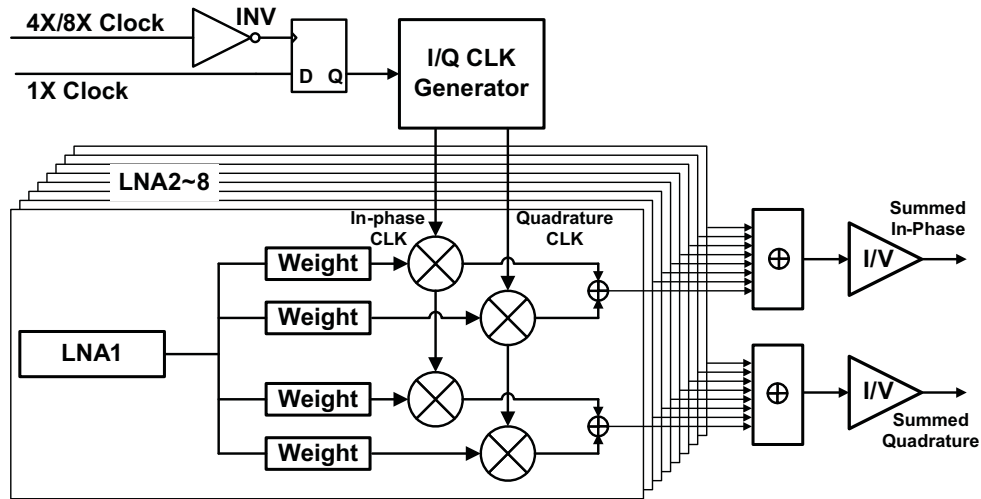 4X/8X Clock
INV
1X Clock
D Q
I/Q CLK
Generator
LNA2~8
In-phase
CLK
Quadrature
CLK
Weight
Weight
LNA1
Weight
Weight
Summed
In-Phase
I/V
I/V
Summed
Quadrature